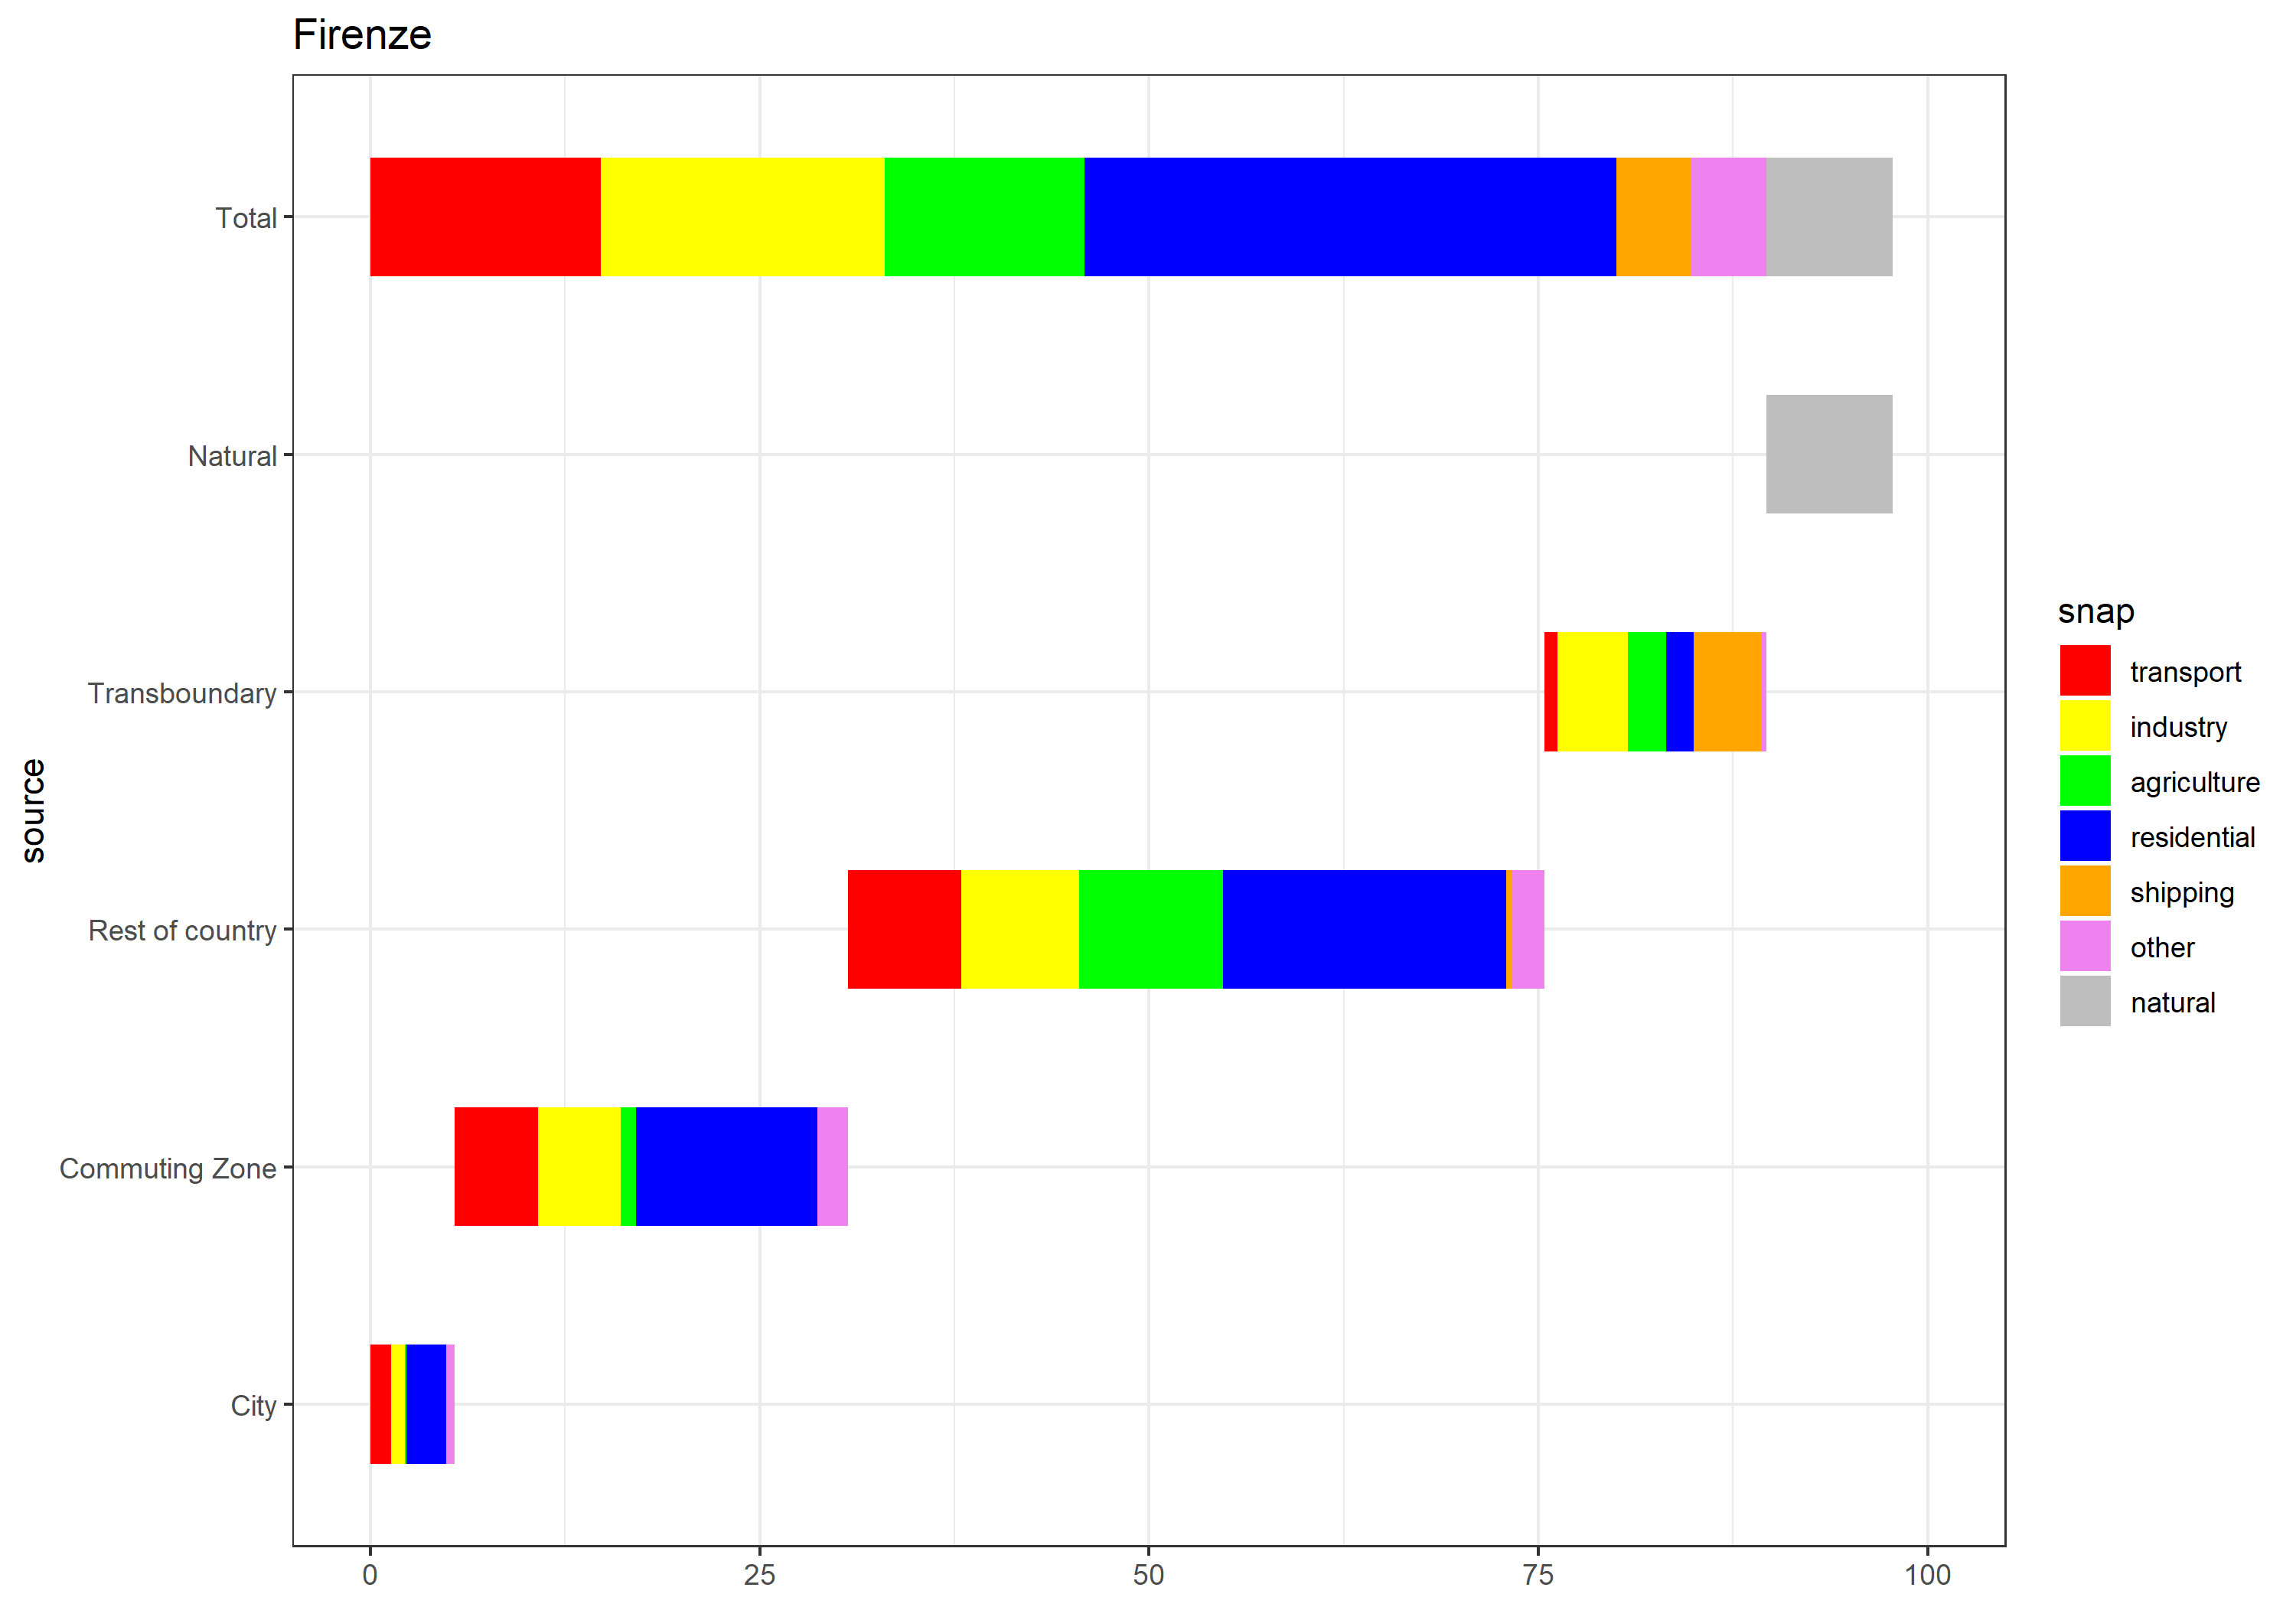 Firenze
Total
Natural
Transboundary
Rest of country
Commuting Zone
City
source
0 25 50 75 100
snap
transport
industry
agriculture
residential
shipping
other
natural